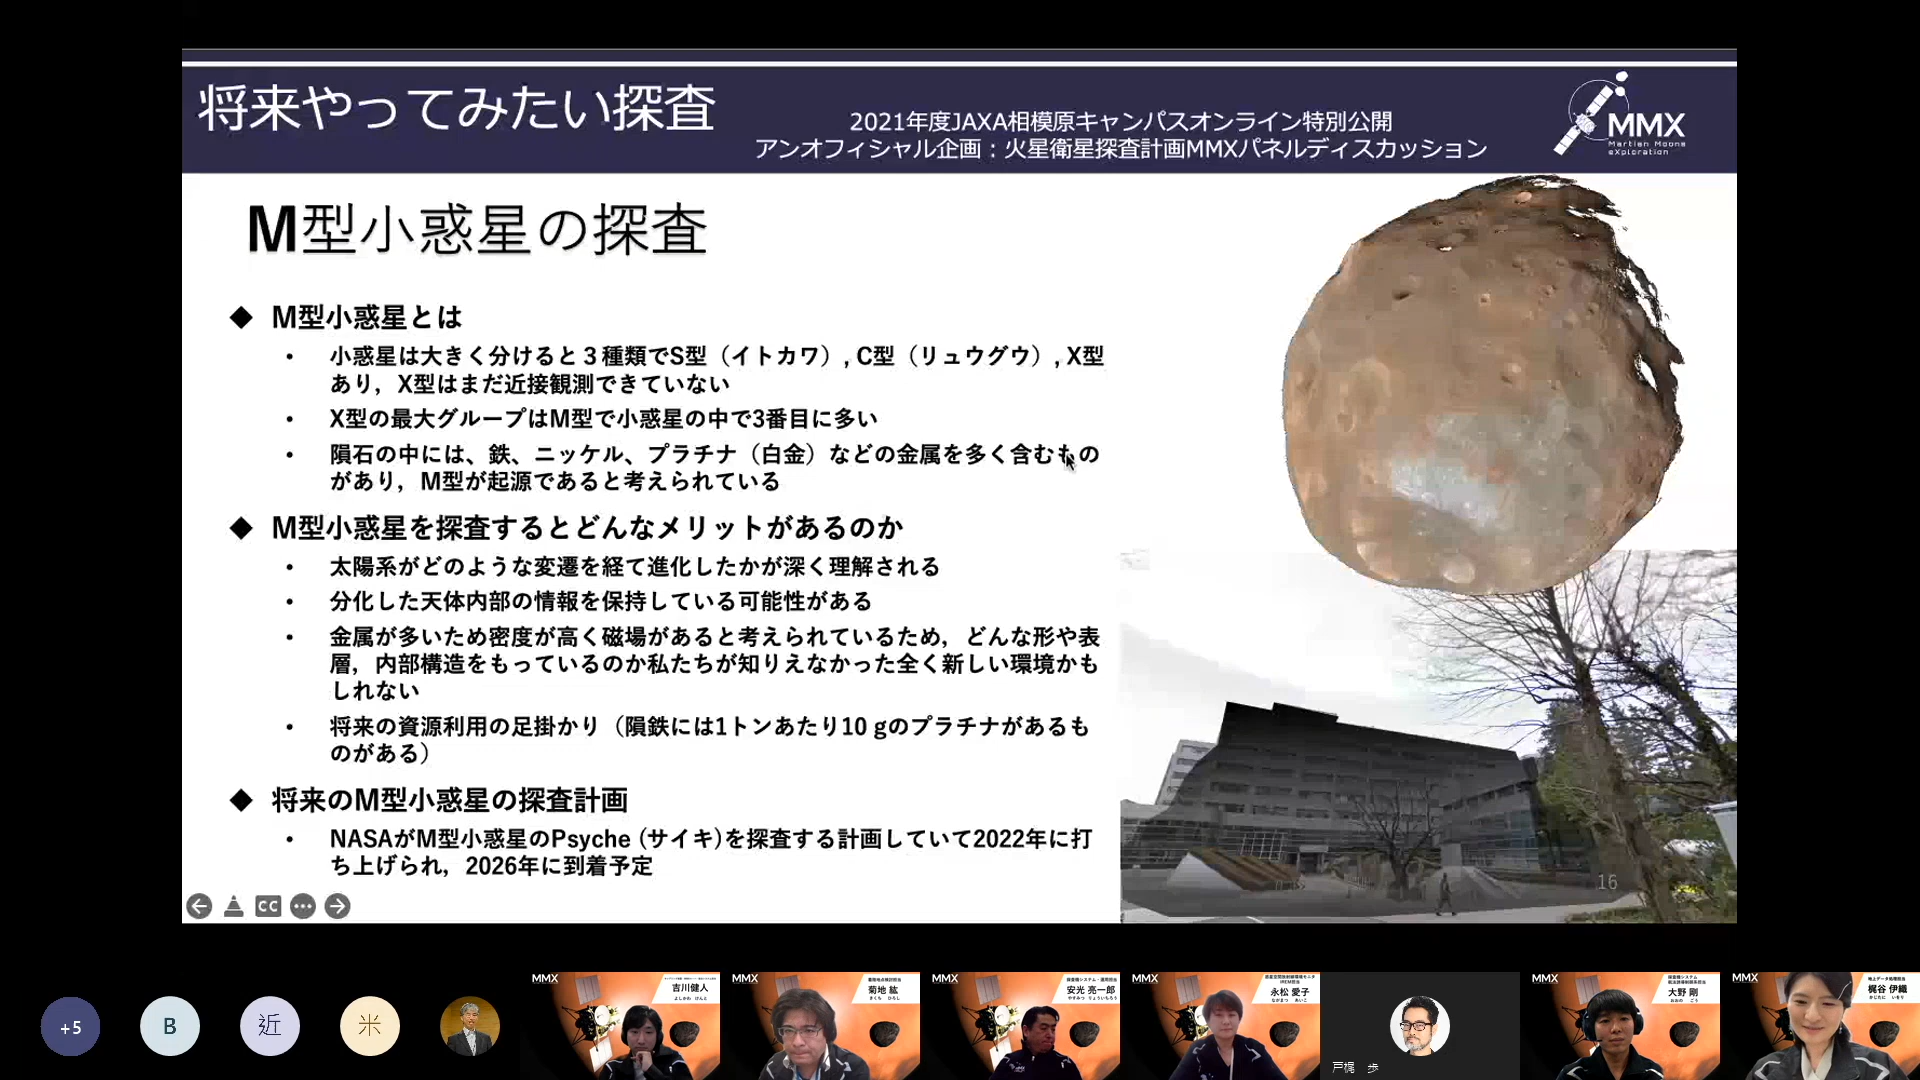 将来やってみたい探査
2021年度JAXA相模原キャンパスオンライン特別公開
アンオフィシャル企画：火星衛星探査計画MMXパネルディスカッション
MMX
Martian Moons
eXploration
M型小惑星の探査
◆ M型小惑星とは
• 小惑星は大きく分けると３種類でS型（イトカワ）, C型（リュウグウ）, X型
あり，X型はまだ近接観測できていない
• X型の最大グループはM型で小惑星の中で3番目に多い
• 隕石の中には、鉄、ニッケル、プラチナ（白金）などの金属を多く含むもの
があり，M型が起源であると考えられている
◆ M型小惑星を探査するとどんなメリットがあるのか
• 太陽系がどのような変遷を経て進化したかが深く理解される
• 分化した天体内部の情報を保持している可能性がある
• 金属が多いため密度が高く磁場があると考えられているため，どんな形や表
層，内部構造をもっているのか私たちが知りえなかった全く新しい環境かも
しれない
• 将来の資源利用の足掛かり（隕鉄には1トンあたり10 gのプラチナがあるも
のがある）
◆ 将来のM型小惑星の探査計画
• NASAがM型小惑星のPsyche (サイキ)を探査する計画していて2022年に打
ち上げられ，2026年に到着予定
16
CC
+5
B
近
米
MMX
吉川健人
よしかわ けんと
MMX
菊地 紘
きくち ひろし
MMX
安光 亮一郎
やすみつ りょういちろう
MMX
永松 愛子
ながまつ あいこ
戸梶 歩
MMX
大野 剛
おおの ごう
MMX
梶谷 伊織
かじたに いおり